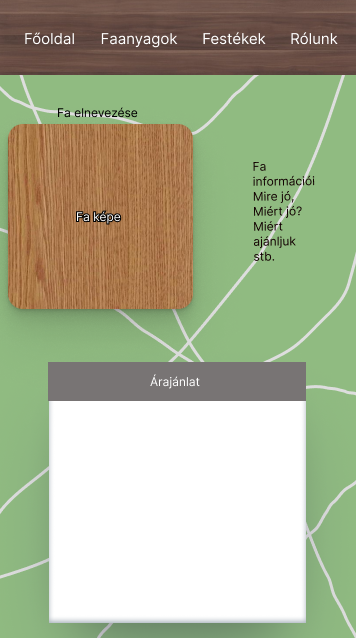 Főoldal Faanyagok Festékek Rólunk
Fa elnevezése
Fa képe
Fa
információi
Mire jó,
Miért jó?
Miért
ajánljuk
stb.
Árajánlat